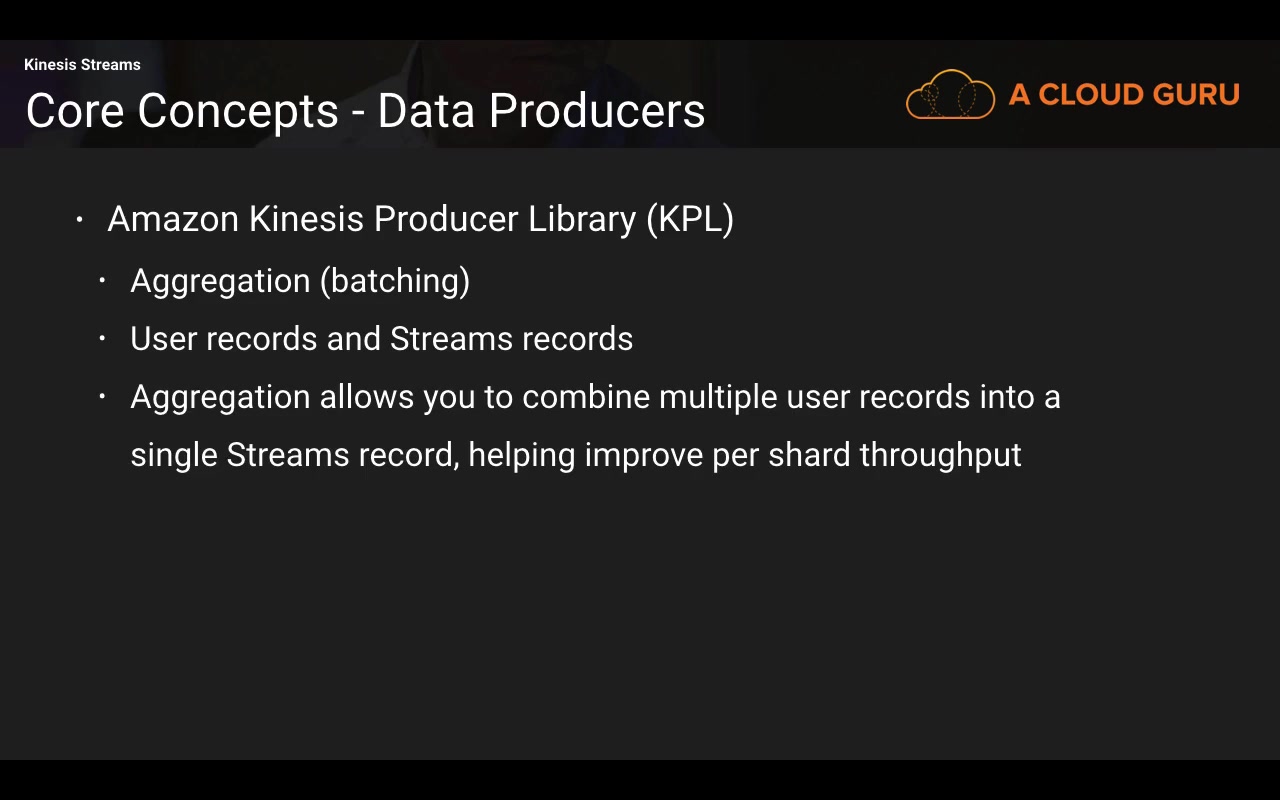 Kinesis Streams
Core Concepts - Data Producers
A CLOUD GURU
• Amazon Kinesis Producer Library (KPL)
• Aggregation (batching)
• User records and Streams records
• Aggregation allows you to combine multiple user records into a
single Streams record, helping improve per shard throughput